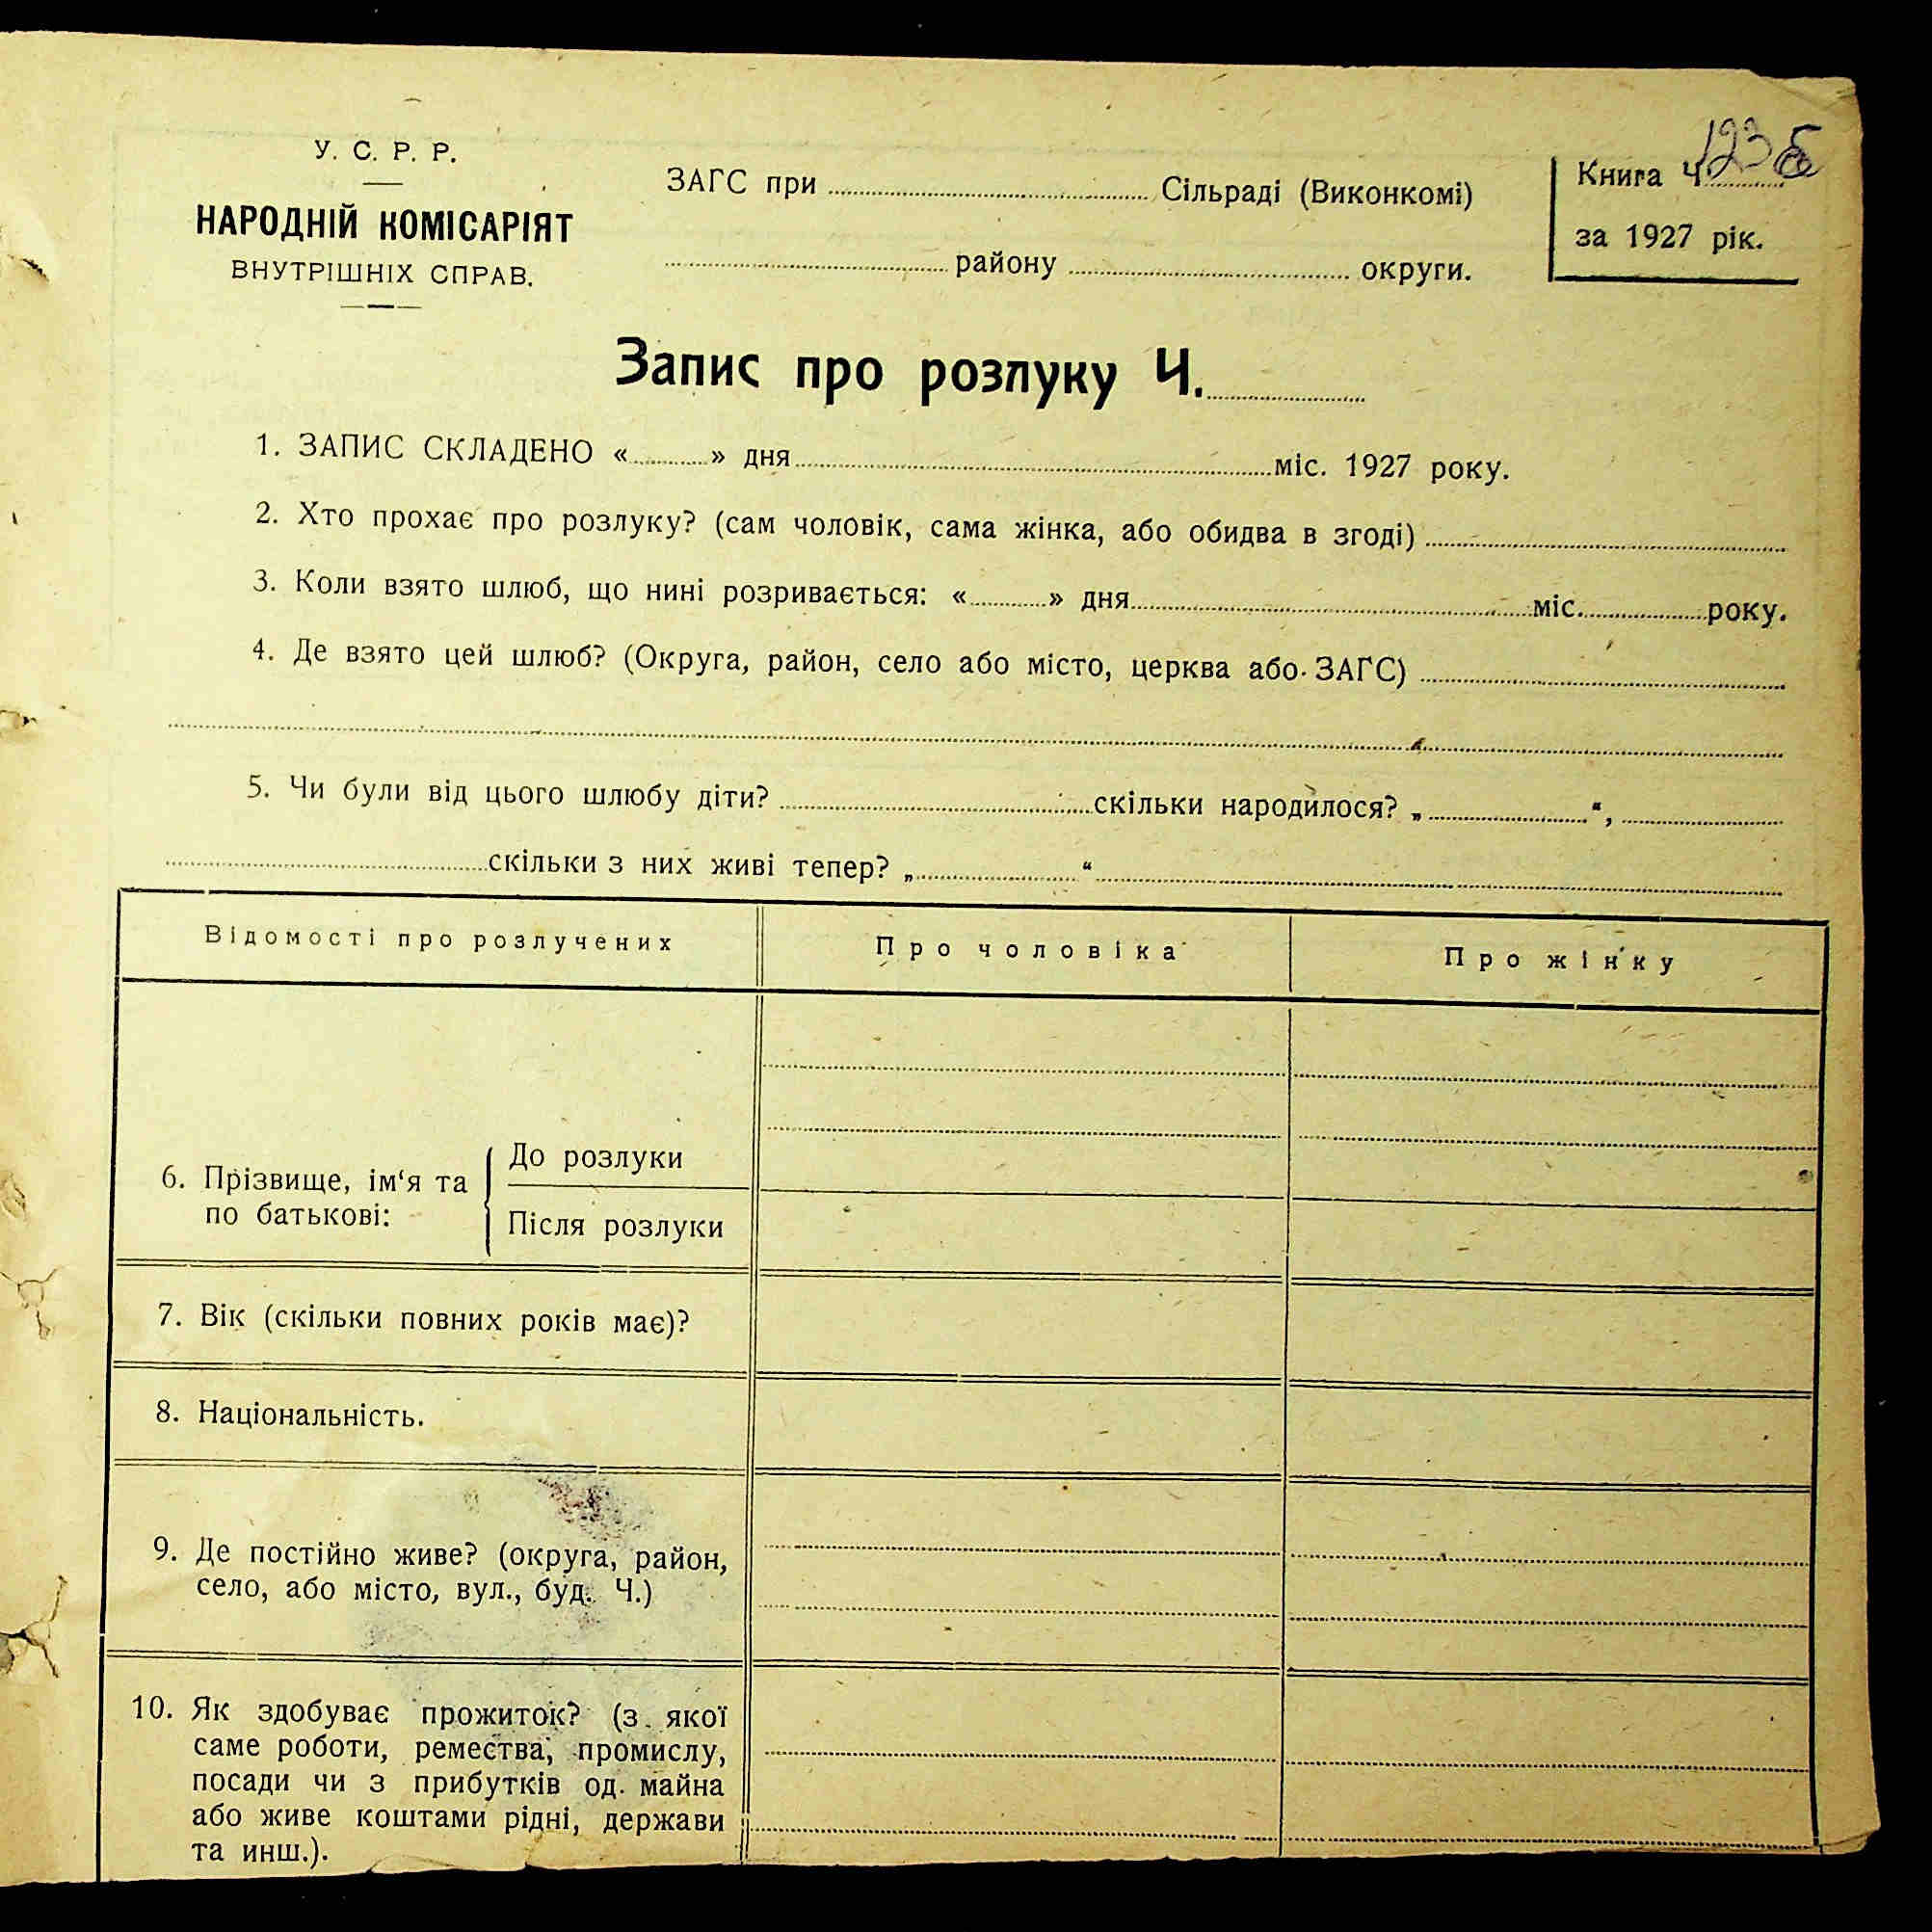 У. С. Р. Р.
НАРОДНІЙ КОМІСАРІЯТ
ВНУТРІШНІХ СПРАВ.
ЗАГС при Сільраді (Виконкомі)
району округи.
Книга Ч.
за 1927 рік.
Запис про розлуку Ч.
1. ЗАПИС СКЛАДЕНО « » дня міс. 1927 року.
2. Хто прохає про розлуку? (сам чоловік, сама жінка, або обидва в згоді)
3. Коли взято шлюб, що нині розривається: « » дня міс. року.
4. Де взято цей шлюб? (Округа, район, село або місто, церква або ЗАГС)
5. Чи були від цього шлюбу діти? скільки народилося? „ “,
скільки з них живі тепер? „ “
Відомості про розлучених Про чоловіка Про жінку
6. Прізвище, ім‘я та
по батькові:
До розлуки
Після розлуки
7. Вік (скільки повних років має)?
8. Національність.
9. Де постійно живе? (округа, район,
село, або місто, вул., буд. Ч.)
10. Як здобуває прожиток? (з якої
саме роботи, ремества, промислу,
посади чи з прибутків од майна
або живе коштами рідні, держави
та инш.).